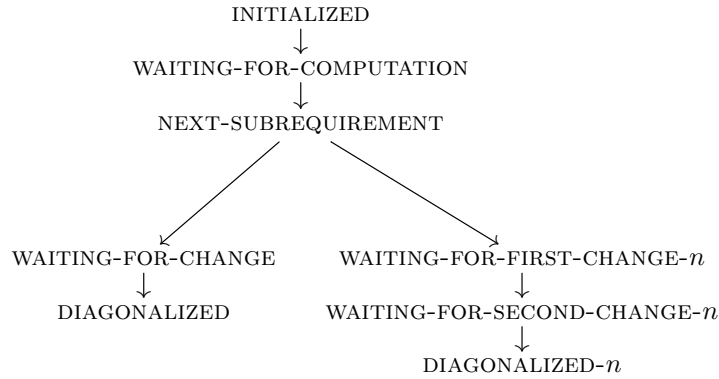 INITIALIZED
WAITING-FOR-COMPUTATION
NEXT-SUBREQUIREMENT
WAITING-FOR-CHANGE WAITING-FOR-FIRST-CHANGE-n
DIAGONALIZED WAITING-FOR-SECOND-CHANGE-n
DIAGONALIZED-n